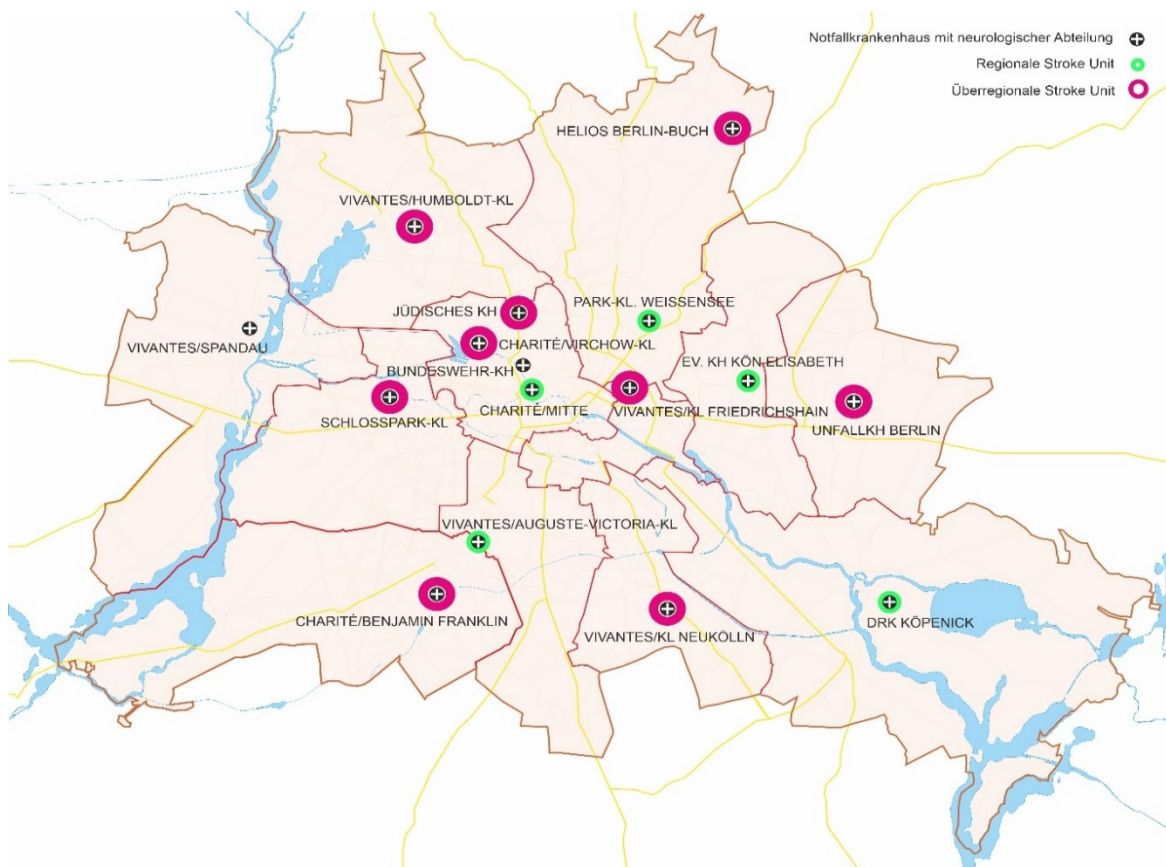 Notfallkrankenhaus mit neurologischer Abteilung
Regionale Stroke Unit
Überregionale Stroke Unit
HELIOS BERLIN-BUCH
VIVANTES/HUMBOLDT-KL
JÜDISCHES KH
PARK-KL. WEISSENSEE
VIVANTES/SPANDAU
CHARITÉ/VIRCHOW-KL
BUNDESWEHR-KH
EV. KH KÖN.ELISABETH
CHARITÉ/MITTE
VIVANTES/KL FRIEDRICHSHAIN
SCHLOSSPARK-KL
UNFALLKH BERLIN
VIVANTES/AUGUSTE-VICTORIA-KL
CHARITÉ/BENJAMIN FRANKLIN
VIVANTES/KL NEUKÖLLN
DRK KÖPENICK